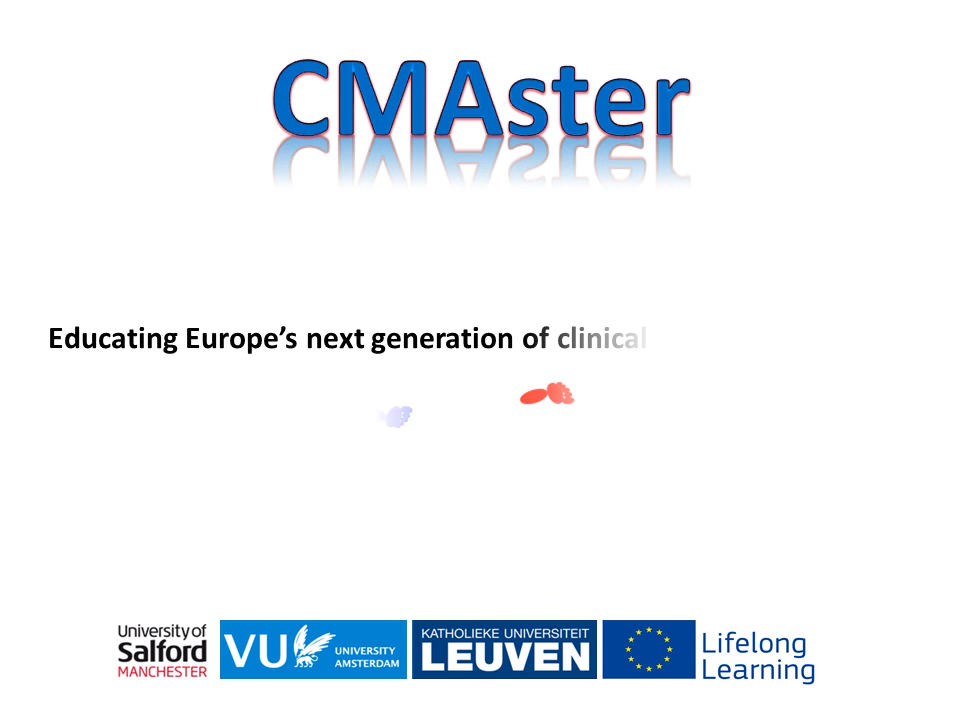 CMAster
Educating Europe’s next generation of clinical
University of
Salford
MANCHESTER
VU UNIVERSITY
AMSTERDAM
KATHOLIEKE UNIVERSITEIT
LEUVEN
Lifelong
Learning